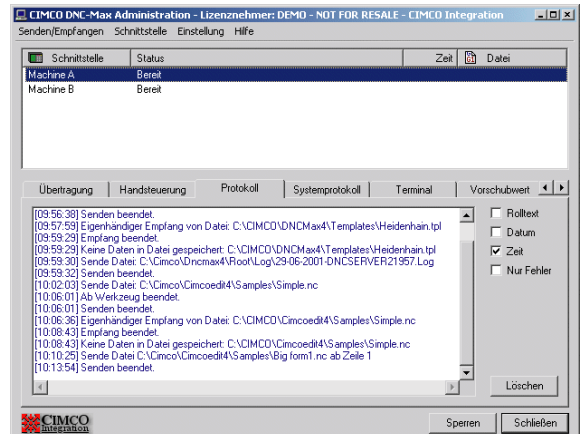 CIMCO DNC-Max Administration - Lizenznehmer: DEMO - NOT FOR RESALE - CIMCO Integration
Senden/Empfangen Schnittstelle Einstellung Hilfe
Schnittstelle Status Zeit Datei
Machine A Bereit
Machine B Bereit
Übertragung Handsteuerung Protokoll Systemprotokoll Terminal Vorschubwert
[09:56:38] Senden beendet.
[09:57:59] Eigenhändiger Empfang von Datei: C:\CIMCO\DNCMax4\Templates\Heidenhain.tpl
[09:59:29] Empfang beendet.
[09:59:29] Keine Daten in Datei gespeichert: C:\CIMCO\DNCMax4\Templates\Heidenhain.tpl
[09:59:30] Sende Datei: C:\Cimco\Dncmax4\Root\Log\29-06-2001-DNCSERVER21957.Log
[09:59:32] Senden beendet.
[10:02:03] Sende Datei: C:\Cimco\Cimcoedit4\Samples\Simple.nc
[10:06:01] Ab Werkzeug beendet.
[10:06:01] Senden beendet.
[10:06:36] Eigenhändiger Empfang von Datei: C:\CIMCO\Cimcoedit4\Samples\Simple.nc
[10:08:43] Empfang beendet.
[10:08:43] Keine Daten in Datei gespeichert: C:\CIMCO\Cimcoedit4\Samples\Simple.nc
[10:10:25] Sende Datei C:\Cimco\Cimcoedit4\Samples\Big form1.nc ab Zeile 1
[10:13:54] Senden beendet.
Rolltext
Datum
Zeit
Nur Fehler
Löschen
CIMCO
Integration
Sperren Schließen